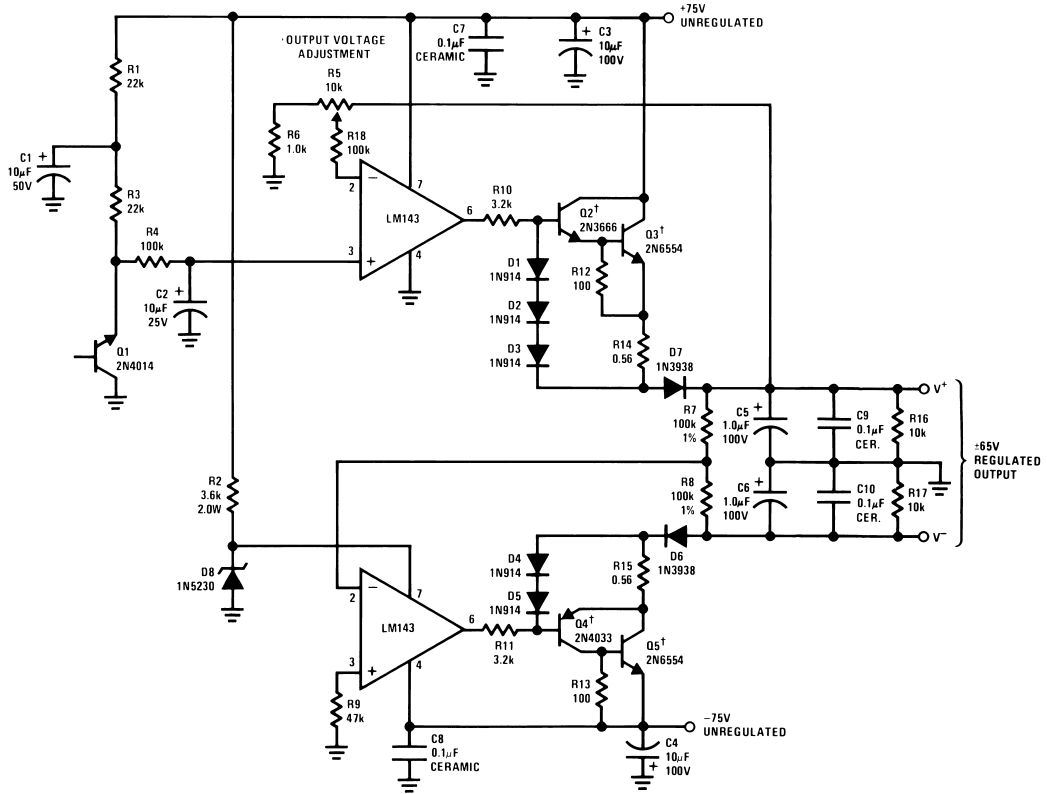 +75V
UNREGULATED
OUTPUT VOLTAGE
ADJUSTMENT
C7
0.1μF
CERAMIC
C3
10μF
100V
+
R1
22k
R5
10k
R6
1.0k
R18
100k
C1
10μF
50V
+
R3
22k
R4
100k
2
−
7
LM143
6
3
+
4
R10
3.2k
Q2†
2N3666
Q3†
2N6554
C2
10μF
25V
+
D1
1N914
R12
100
D2
1N914
D3
1N914
R14
0.56
D7
1N3938
Q1
2N4014
V+
R7
100k
1%
C5
1.0μF
100V
+
C9
0.1μF
CER.
R16
10k
±65V
REGULATED
OUTPUT
R2
3.6k
2.0W
R8
100k
1%
C6
1.0μF
100V
+
C10
0.1μF
CER.
R17
10k
V−
D8
1N5230
D4
1N914
D5
1N914
R15
0.56
D6
1N3938
2
−
7
LM143
6
3
+
4
R11
3.2k
Q4†
2N4033
Q5†
2N6554
R9
47k
R13
100
−75V
UNREGULATED
C8
0.1μF
CERAMIC
C4
10μF
100V
+